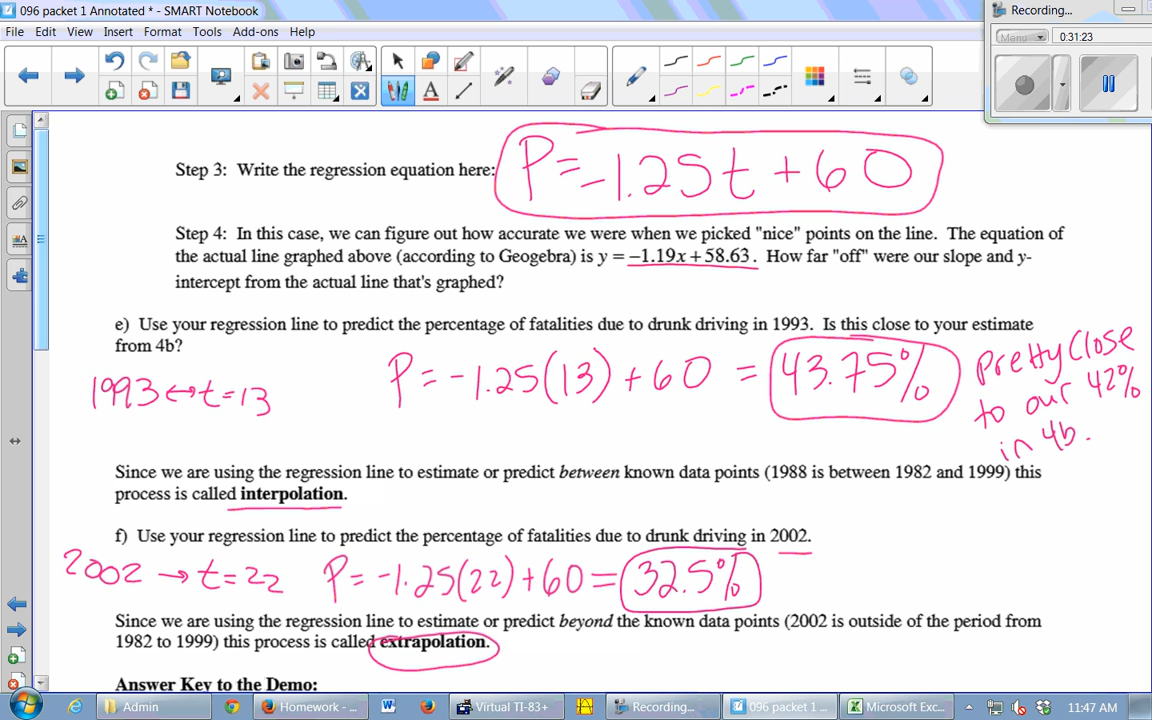 096 packet 1 Annotated * - SMART Notebook
File Edit View Insert Format Tools Add-ons Help
Recording...
Menu
0:31:23
Step 3: Write the regression equation here: P = -1.25t + 60
Step 4: In this case, we can figure out how accurate we were when we picked "nice" points on the line. The equation of
the actual line graphed above (according to Geogebra) is y = −1.19x + 58.63. How far "off" were our slope and y-
intercept from the actual line that's graphed?
e) Use your regression line to predict the percentage of fatalities due to drunk driving in 1993. Is this close to your estimate
from 4b?
1993 ↔ t = 13
P = -1.25(13) + 60 = 43.75%
Pretty close
to our 42%
in 4b.
Since we are using the regression line to estimate or predict between known data points (1988 is between 1982 and 1999) this
process is called interpolation.
f) Use your regression line to predict the percentage of fatalities due to drunk driving in 2002.
2002 → t = 22 P = -1.25(22) + 60 = 32.5%
Since we are using the regression line to estimate or predict beyond the known data points (2002 is outside of the period from
1982 to 1999) this process is called extrapolation.
Answer Key to the Demo:
Admin
Homework - ...
Virtual TI-83+
Recording...
096 packet 1 ...
Microsoft Exc...
11:47 AM